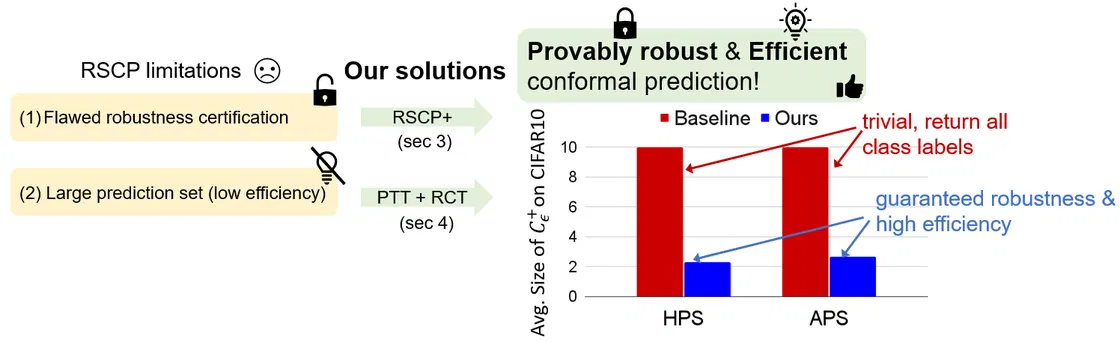 RSCP limitations
(1) Flawed robustness certification
(2) Large prediction set (low efficiency)
Our solutions
RSCP+
(sec 3)
PTT + RCT
(sec 4)
Provably robust & Efficient
conformal prediction!
Baseline
Ours
Avg. Size of C_ϵ^+ on CIFAR10
10
8
6
4
2
0
HPS
APS
trivial, return all
class labels
guaranteed robustness &
high efficiency